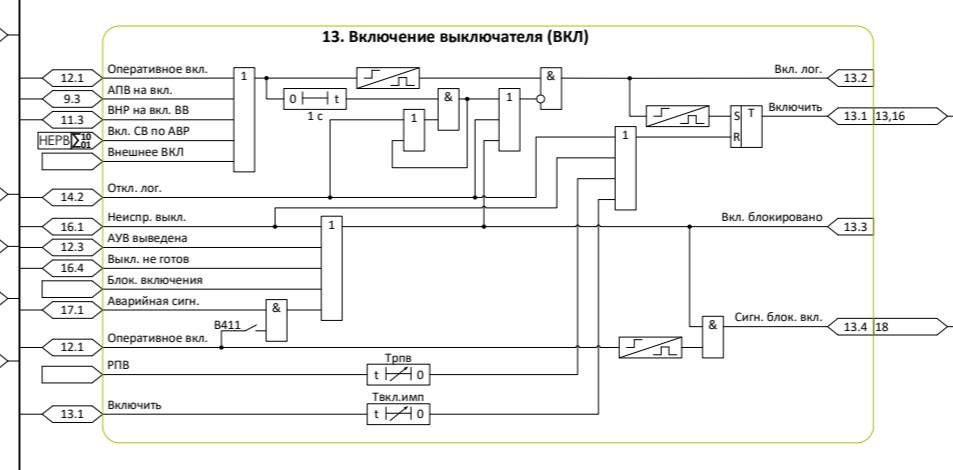 13. Включение выключателя (ВКЛ)
12.1 Оперативное вкл.
9.3 АПВ на вкл.
11.3 ВНР на вкл. ВВ
НЕРВ Σ 10 01 Вкл. СВ по АВР
Внешнее ВКЛ
1
0 t
1 с
1
&
1
&
Вкл. лог. 13.2
S T
R
Включить 13.1 13,16
1
14.2 Откл. лог.
16.1 Неиспр. выкл.
12.3 АУВ выведена
16.4 Выкл. не готов
Блок. включения
17.1 Аварийная сигн.
1
&
В411
Вкл. блокировано 13.3
12.1 Оперативное вкл.
&
Сигн. блок. вкл. 13.4 18
РПВ
Трпв
t 0
13.1 Включить
Твкл.имп
t 0